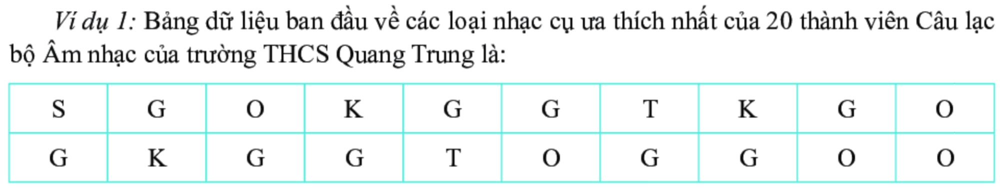 Ví dụ 1: Bảng dữ liệu ban đầu về các loại nhạc cụ ưa thích nhất của 20 thành viên Câu lạc
bộ Âm nhạc của trường THCS Quang Trung là:
S G O K G G T K G O
G K G G T O G G O O